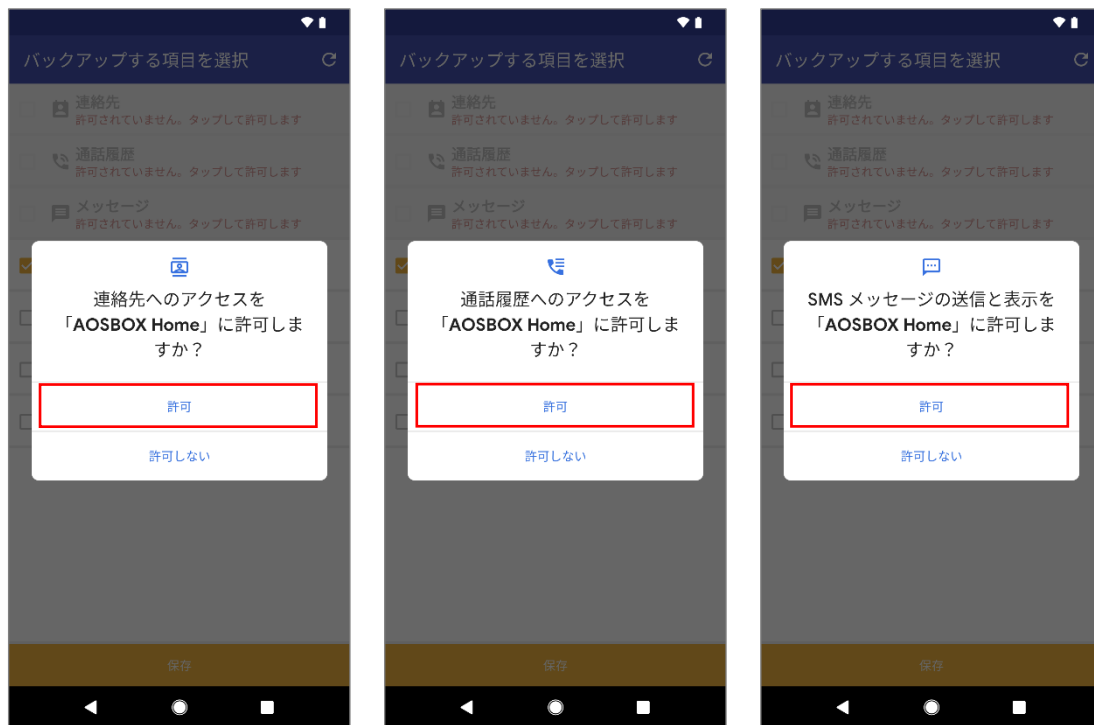 バックアップする項目を選択
連絡先
許可されていません。タップして許可します
通話履歴
許可されていません。タップして許可します
メッセージ
許可されていません。タップして許可します
連絡先へのアクセスを
「AOSBOX Home」に許可しま
すか？
許可
許可しない
保存
バックアップする項目を選択
連絡先
許可されていません。タップして許可します
通話履歴
許可されていません。タップして許可します
メッセージ
許可されていません。タップして許可します
通話履歴へのアクセスを
「AOSBOX Home」に許可しま
すか？
許可
許可しない
保存
バックアップする項目を選択
連絡先
許可されていません。タップして許可します
通話履歴
許可されていません。タップして許可します
メッセージ
許可されていません。タップして許可します
SMS メッセージの送信と表示を
「AOSBOX Home」に許可しま
すか？
許可
許可しない
保存